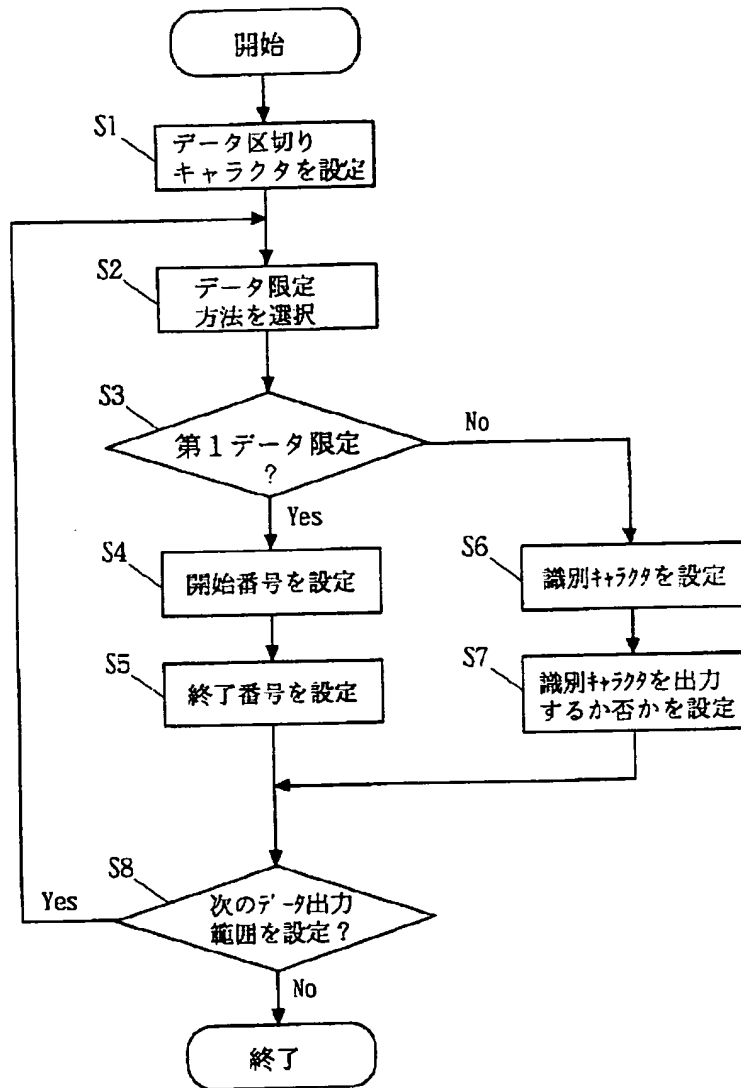 開始
S1
データ区切り
キャラクタを設定
S2
データ限定
方法を選択
S3
第1データ限定
?
No
Yes
S4
開始番号を設定
S6
識別ｷｬﾗｸﾀを設定
S5
終了番号を設定
S7
識別ｷｬﾗｸﾀを出力
するか否かを設定
S8
Yes
次のﾃﾞｰﾀ出力
範囲を設定?
No
終了